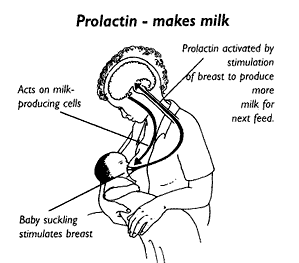 Prolactin - makes milk
Prolactin activated by
stimulation
of breast to produce
more
milk for
next feed.
Acts on milk-
producing cells
Baby suckling
stimulates breast